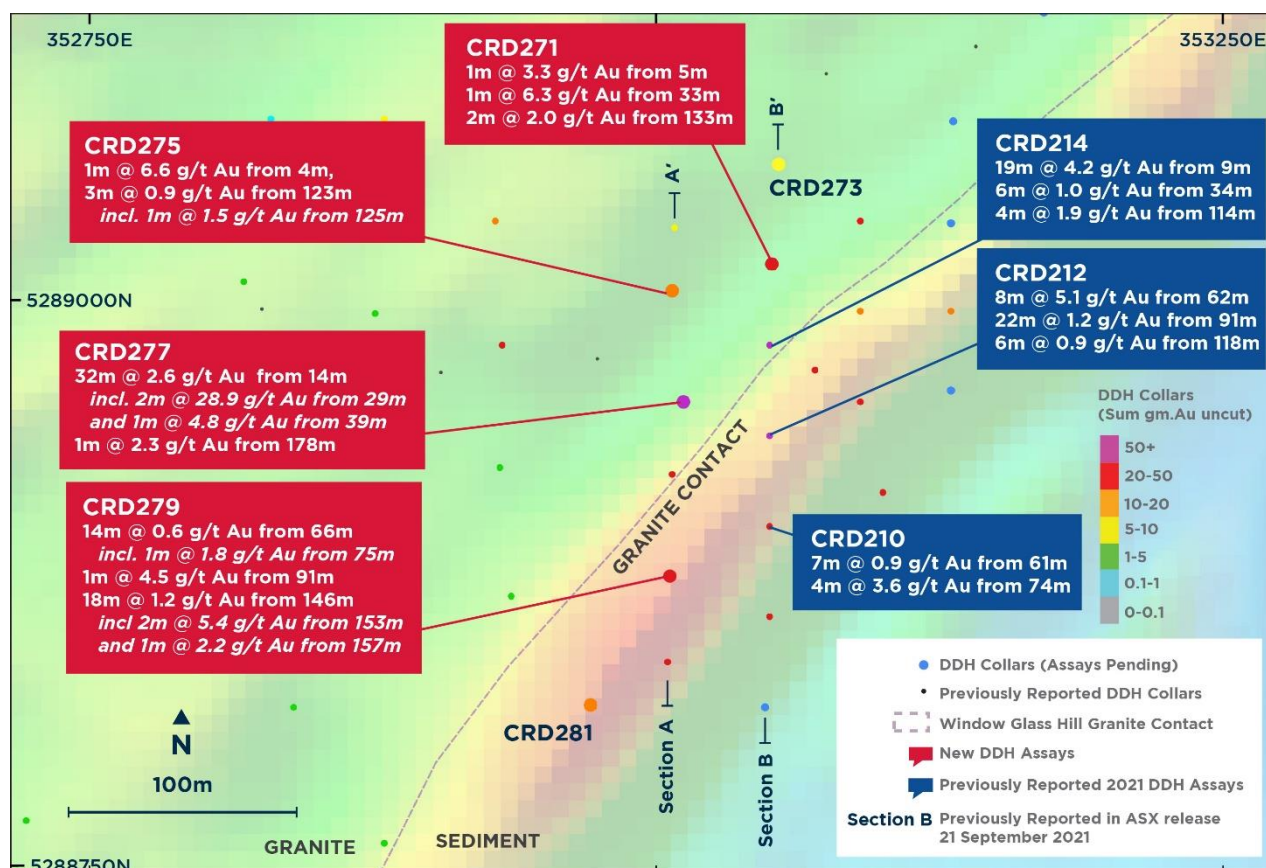 352750E
353250E
CRD271
1m @ 3.3 g/t Au from 5m
1m @ 6.3 g/t Au from 33m
2m @ 2.0 g/t Au from 133m
B'
CRD275
1m @ 6.6 g/t Au from 4m,
3m @ 0.9 g/t Au from 123m
incl. 1m @ 1.5 g/t Au from 125m
A'
CRD273
CRD214
19m @ 4.2 g/t Au from 9m
6m @ 1.0 g/t Au from 34m
4m @ 1.9 g/t Au from 114m
5289000N
CRD212
8m @ 5.1 g/t Au from 62m
22m @ 1.2 g/t Au from 91m
6m @ 0.9 g/t Au from 118m
CRD277
32m @ 2.6 g/t Au from 14m
incl. 2m @ 28.9 g/t Au from 29m
and 1m @ 4.8 g/t Au from 39m
1m @ 2.3 g/t Au from 178m
GRANITE CONTACT
DDH Collars
(Sum gm.Au uncut)
50+
20-50
10-20
5-10
1-5
0.1-1
0-0.1
CRD279
14m @ 0.6 g/t Au from 66m
incl. 1m @ 1.8 g/t Au from 75m
1m @ 4.5 g/t Au from 91m
18m @ 1.2 g/t Au from 146m
incl 2m @ 5.4 g/t Au from 153m
and 1m @ 2.2 g/t Au from 157m
CRD210
7m @ 0.9 g/t Au from 61m
4m @ 3.6 g/t Au from 74m
CRD281
Section A
Section B
N
100m
DDH Collars (Assays Pending)
Previously Reported DDH Collars
Window Glass Hill Granite Contact
New DDH Assays
Previously Reported 2021 DDH Assays
Section B Previously Reported in ASX release
21 September 2021
GRANITE
SEDIMENT
5288750N